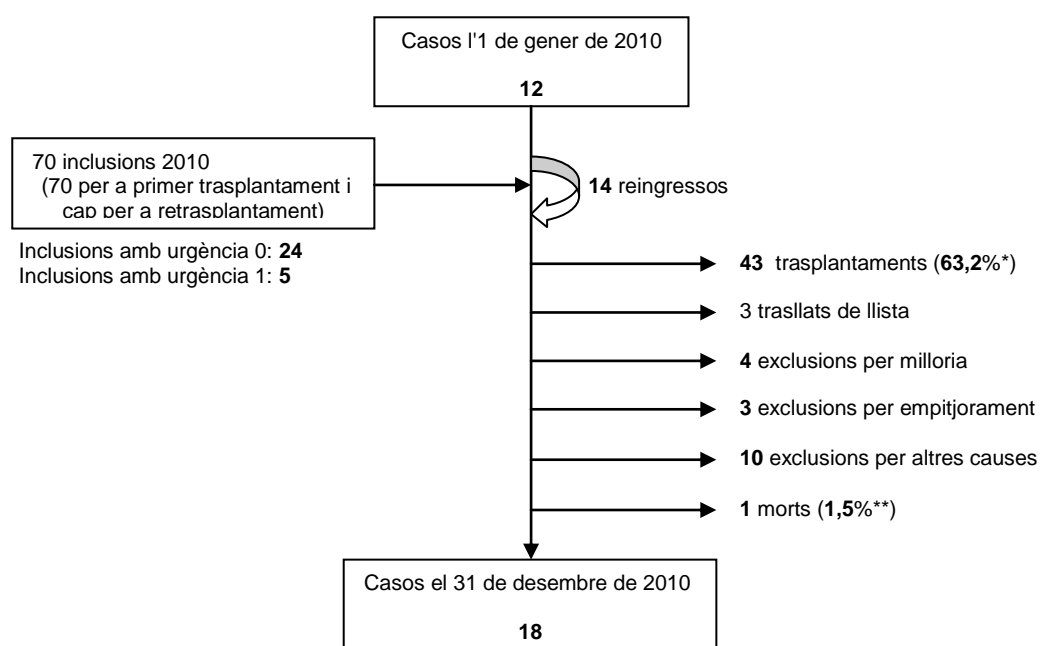 Casos l'1 de gener de 2010
12
70 inclusions 2010
(70 per a primer trasplantament i
cap per a retrasplantament)
14 reingressos
Inclusions amb urgència 0: 24
Inclusions amb urgència 1: 5
43 trasplantaments (63,2%*)
3 trasllats de llista
4 exclusions per milloria
3 exclusions per empitjorament
10 exclusions per altres causes
1 morts (1,5%**)
Casos el 31 de desembre de 2010
18